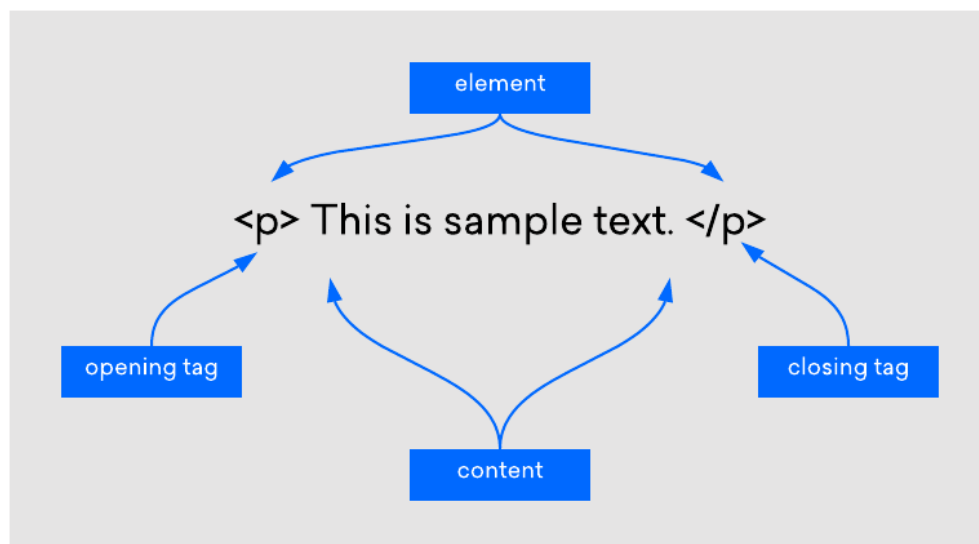 element
<p> This is sample text. </p>
opening tag
closing tag
content